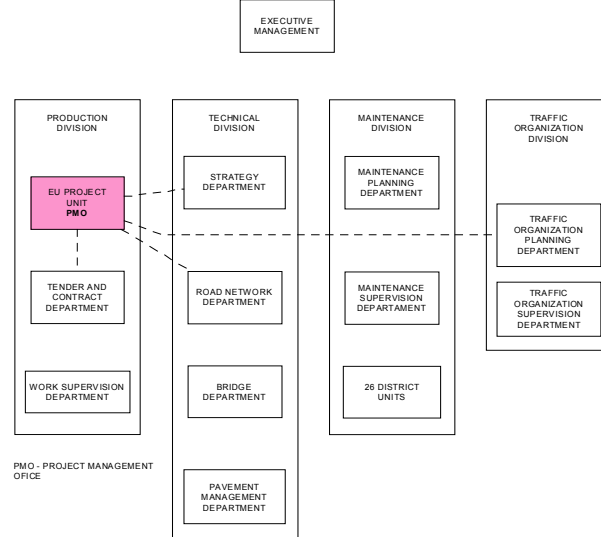 EXECUTIVE
MANAGEMENT
PRODUCTION
DIVISION
EU PROJECT
UNIT
PMO
TENDER AND
CONTRACT
DEPARTMENT
WORK SUPERVISION
DEPARTMENT
TECHNICAL
DIVISION
STRATEGY
DEPARTMENT
ROAD NETWORK
DEPARTMENT
BRIDGE
DEPARTMENT
PAVEMENT
MANAGEMENT
DEPARTMENT
MAINTENANCE
DIVISION
MAINTENANCE
PLANNING
DEPARTMENT
MAINTENANCE
SUPERVISION
DEPARTAMENT
26 DISTRICT
UNITS
TRAFFIC
ORGANIZATION
DIVISION
TRAFFIC
ORGANIZATION
PLANNING
DEPARTMENT
TRAFFIC
ORGANIZATION
SUPERVISION
DEPARTMENT
PMO - PROJECT MANAGEMENT
OFICE